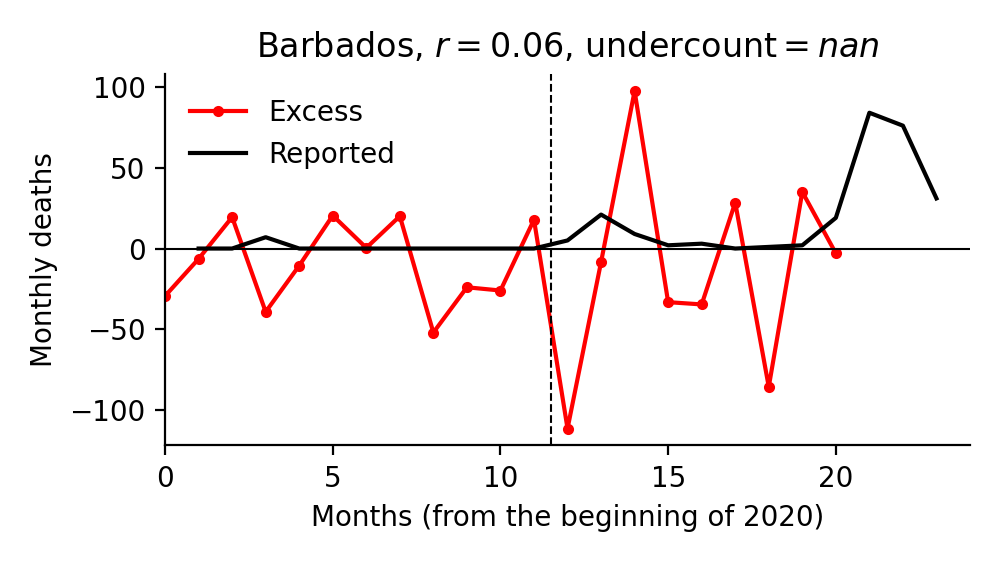 Barbados, r = 0.06, undercount = nan
Excess
Reported
Monthly deaths
100
50
0
−50
−100
0 5 10 15 20
Months (from the beginning of 2020)